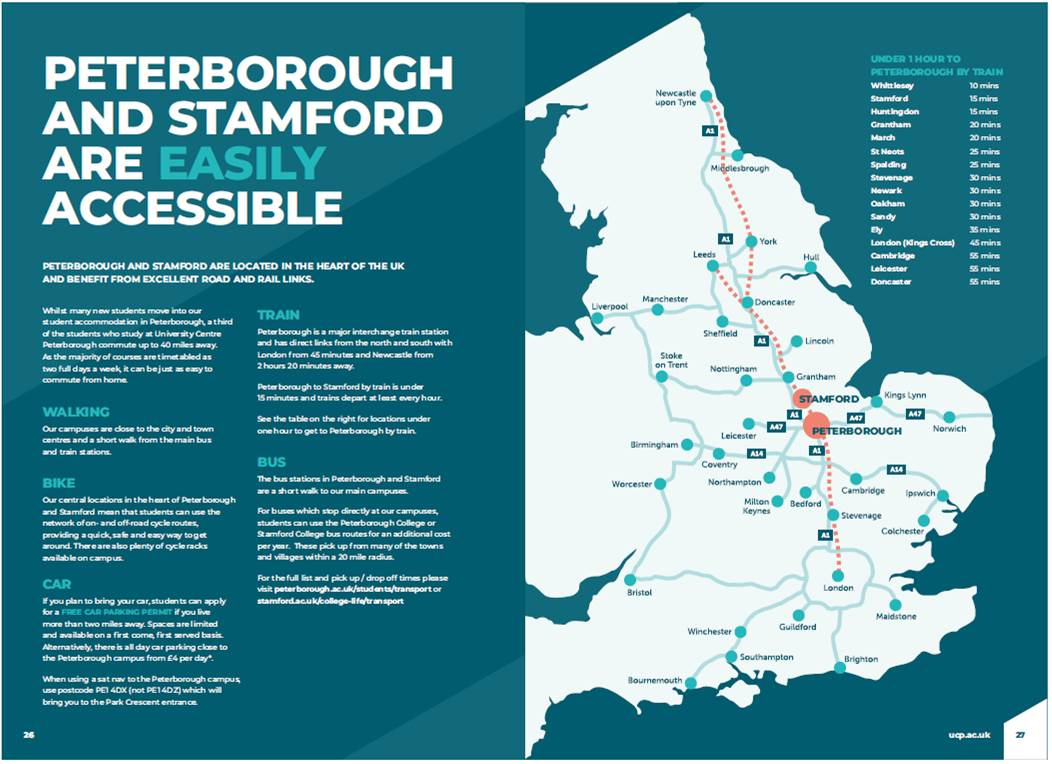 PETERBOROUGH
AND STAMFORD
ARE EASILY
ACCESSIBLE
PETERBOROUGH AND STAMFORD ARE LOCATED IN THE HEART OF THE UK
AND BENEFIT FROM EXCELLENT ROAD AND RAIL LINKS.
Whilst many new students move into our
student accommodation in Peterborough, a third
of the students who study at University Centre
Peterborough commute up to 40 miles away.
As the majority of courses are timetabled as
two full days a week, it can be just as easy to
commute from home.
WALKING
Our campuses are close to the city and town
centres and a short walk from the main bus
and train stations.
BIKE
Our central locations in the heart of Peterborough
and Stamford mean that students can use the
network of on- and off-road cycle routes,
providing a quick, safe and easy way to get
around. There are also plenty of cycle racks
available on campus.
CAR
If you plan to bring your car, students can apply
for a FREE CAR PARKING PERMIT if you live
more than two miles away. Spaces are limited
and available on a first come, first served basis.
Alternatively, there is all day car parking close to
the Peterborough campus from £4 per day*.
When using a sat nav to the Peterborough campus,
use postcode PE1 4DX (not PE1 4DZ) which will
bring you to the Park Crescent entrance.
TRAIN
Peterborough is a major interchange train station
and has direct links from the north and south with
London from 45 minutes and Newcastle from
2 hours 20 minutes away.
Peterborough to Stamford by train is under
15 minutes and trains depart at least every hour.
See the table on the right for locations under
one hour to get to Peterborough by train.
BUS
The bus stations in Peterborough and Stamford
are a short walk to our main campuses.
For buses which stop directly at our campuses,
students can use the Peterborough College or
Stamford College bus routes for an additional cost
per year. These pick up from many of the towns
and villages within a 20 mile radius.
For the full list and pick up / drop off times please
visit peterborough.ac.uk/students/transport or
stamford.ac.uk/college-life/transport
26
UNDER 1 HOUR TO
PETERBOROUGH BY TRAIN
Whittlesey 10 mins
Stamford 15 mins
Huntingdon 15 mins
Grantham 20 mins
March 20 mins
St Neots 25 mins
Spalding 25 mins
Stevenage 30 mins
Newark 30 mins
Oakham 30 mins
Sandy 30 mins
Ely 35 mins
London (Kings Cross) 45 mins
Cambridge 55 mins
Leicester 55 mins
Doncaster 55 mins
Newcastle
upon Tyne
A1
Middlesbrough
A1
York
Leeds
Hull
Liverpool
Manchester
Doncaster
Sheffield
A1
Lincoln
Stoke
on Trent
Nottingham
Grantham
STAMFORD
Kings Lynn
A1
A47
A47
A47
Norwich
Leicester
PETERBOROUGH
Birmingham
A1
Coventry
A14
A14
Worcester
Northampton
Cambridge
Ipswich
Milton
Keynes
Bedford
Stevenage
Colchester
A1
Bristol
London
Maidstone
Guildford
Winchester
Southampton
Brighton
Bournemouth
ucp.ac.uk
27